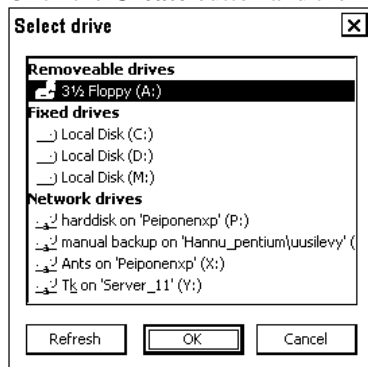 Select drive
Removeable drives
3½ Floppy (A:)
Fixed drives
Local Disk (C:)
Local Disk (D:)
Local Disk (M:)
Network drives
harddisk on 'Peiponenxp' (P:)
manual backup on 'Hannu_pentium\uusilevy' (
Ants on 'Peiponenxp' (X:)
Tk on 'Server_11' (Y:)
Refresh OK Cancel